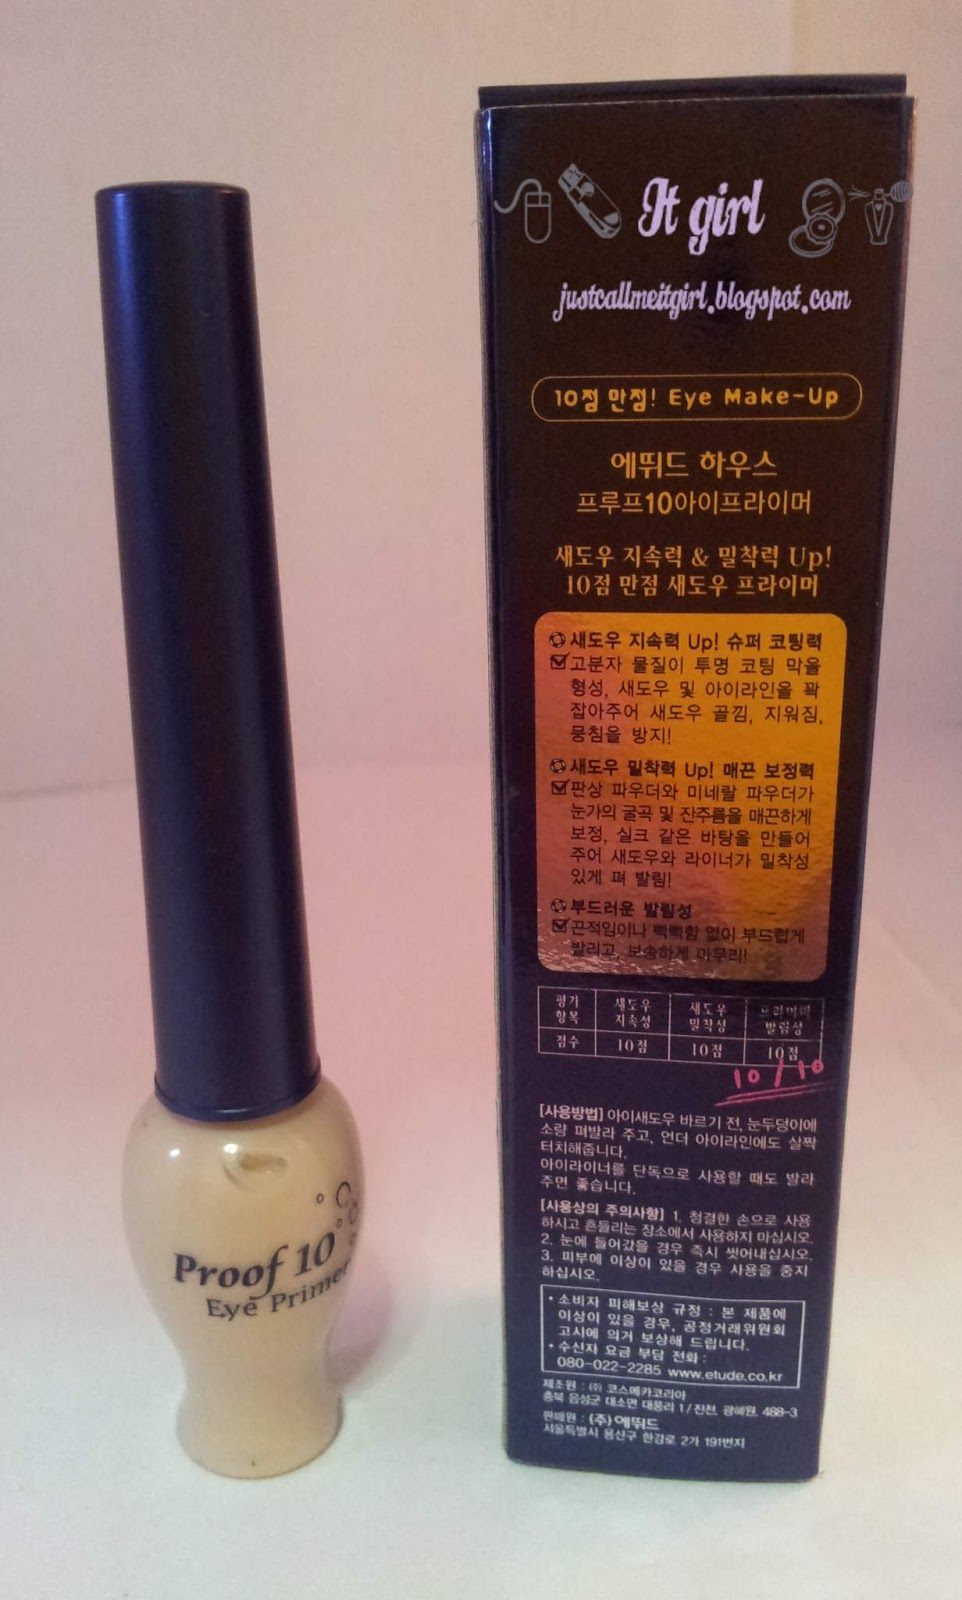 It girl
justcallmeitgirl.blogspot.com
10점 만점! Eye Make-Up
에뛰드 하우스
프루프10아이프라이머
섀도우 지속력 & 밀착력 Up!
10점 만점 섀도우 프라이머
섀도우 지속력 Up! 슈퍼 코팅력
고분자 물질이 투명 코팅 막을
형성, 섀도우 및 아이라인을 꽉
잡아주어 섀도우 골낌, 지워짐,
뭉침을 방지!
섀도우 밀착력 Up! 매끈 보정력
판상 파우더와 미네랄 파우더가
눈가의 굴곡 및 잔주름을 매끈하게
보정, 실크 같은 바탕을 만들어
주어 섀도우와 라이너가 밀착성
있게 펴 발림!
부드러운 발림성
끈적임이나 뻑뻑함 없이 부드럽게
발리고, 보송하게 마무리!
평가 항목 섀도우 지속성 섀도우 밀착성 프라이머 발림성
점수 10점 10점 10점
10/10
[사용방법] 아이섀도우 바르기 전, 눈두덩이에
소량 펴발라 주고, 언더 아이라인에도 살짝
터치해줍니다.
아이라이너를 단독으로 사용할 때도 발라
주면 좋습니다.
[사용상의 주의사항] 1. 청결한 손으로 사용
하시고 흔들리는 장소에서 사용하지 마십시오.
2. 눈에 들어갔을 경우 즉시 씻어내십시오.
3. 피부에 이상이 있을 경우 사용을 중지
하십시오.
• 소비자 피해보상 규정 : 본 제품에
이상이 있을 경우, 공정거래위원회
고시에 의거 보상해 드립니다.
• 수신자 요금 부담 전화 :
080-022-2285 www.etude.co.kr
제조원 : ㈜ 코스메카코리아
충북 음성군 대소면 대풍리 1 / 진천, 광혜원, 488-3
판매원 : (주)에뛰드
서울특별시 용산구 한강로 2가 191번지
Proof 10
Eye Primer